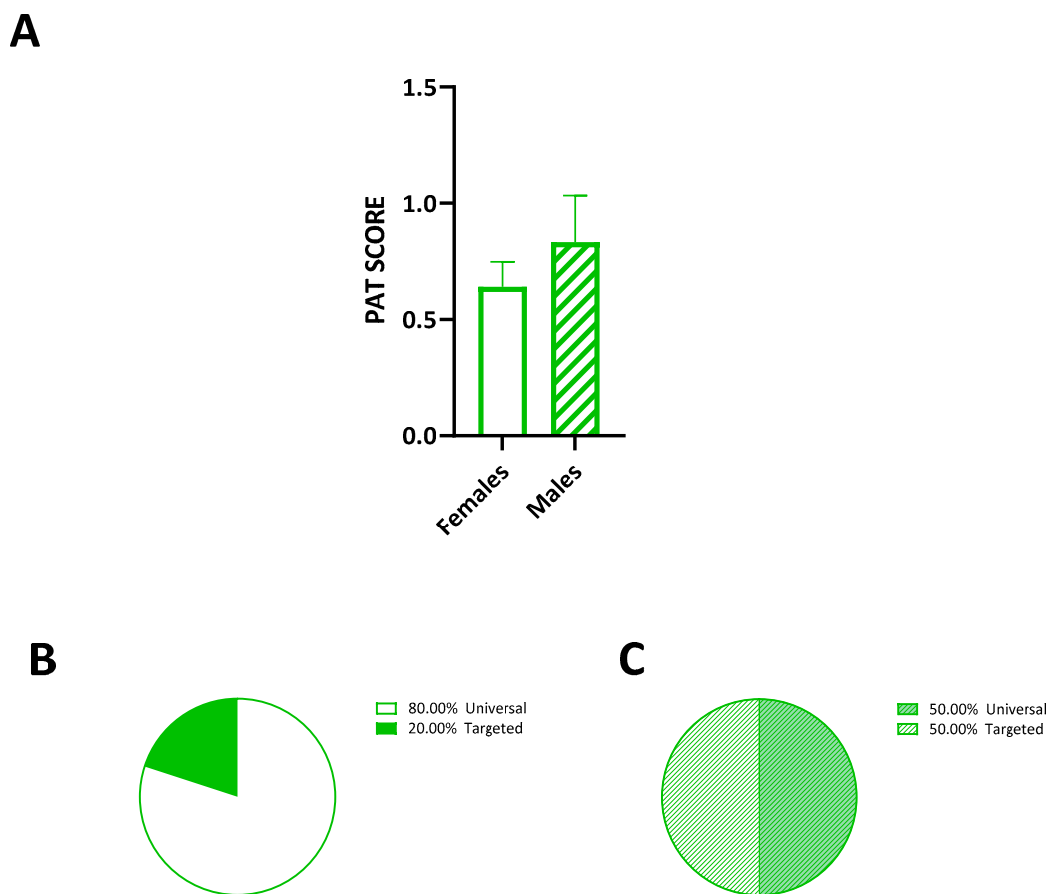 A
1.5
1.0
0.5
0.0
PAT SCORE
Females
Males
B
80.00% Universal
20.00% Targeted
C
50.00% Universal
50.00% Targeted